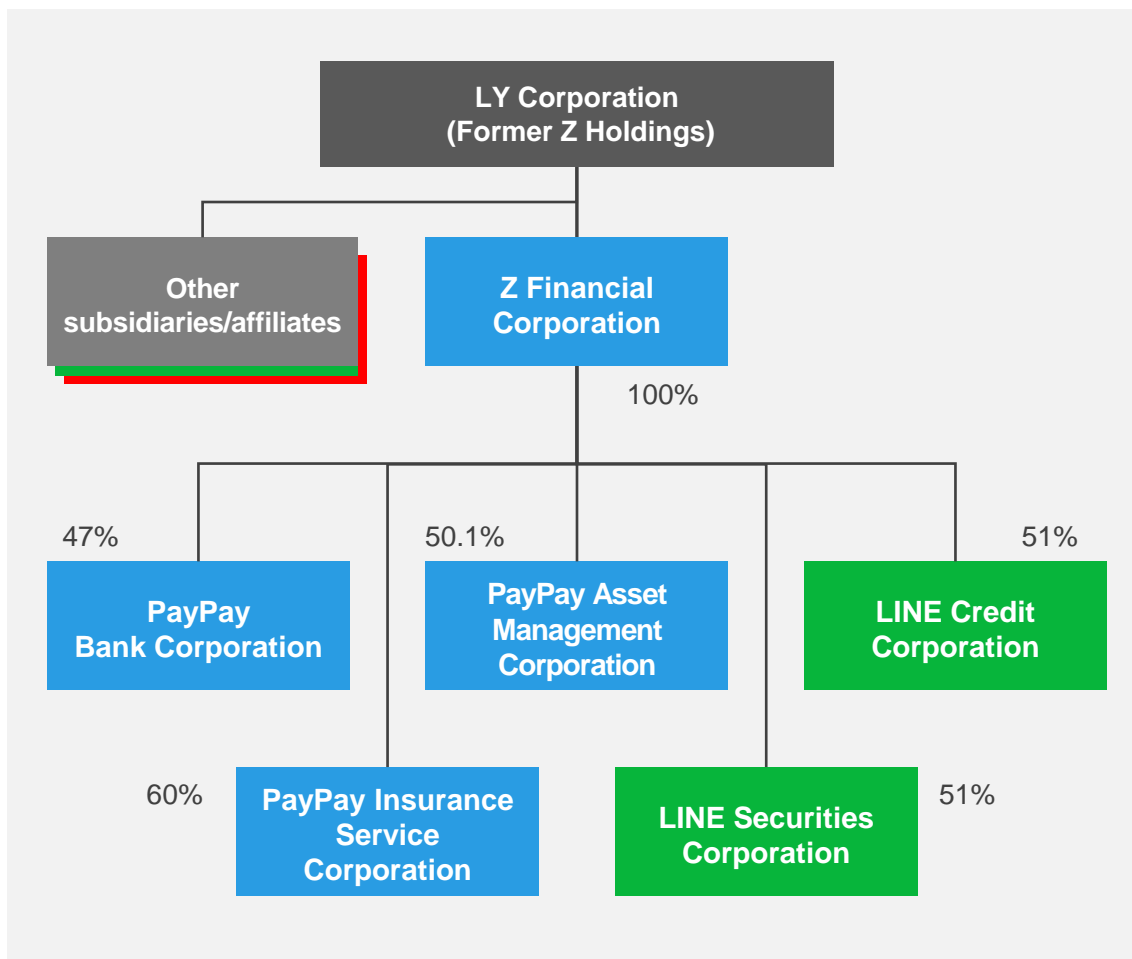 LY Corporation
(Former Z Holdings)
Other
subsidiaries/affiliates
Z Financial
Corporation
100%
47%
PayPay
Bank Corporation
50.1%
PayPay Asset
Management
Corporation
51%
LINE Credit
Corporation
60%
PayPay Insurance
Service
Corporation
LINE Securities
Corporation
51%